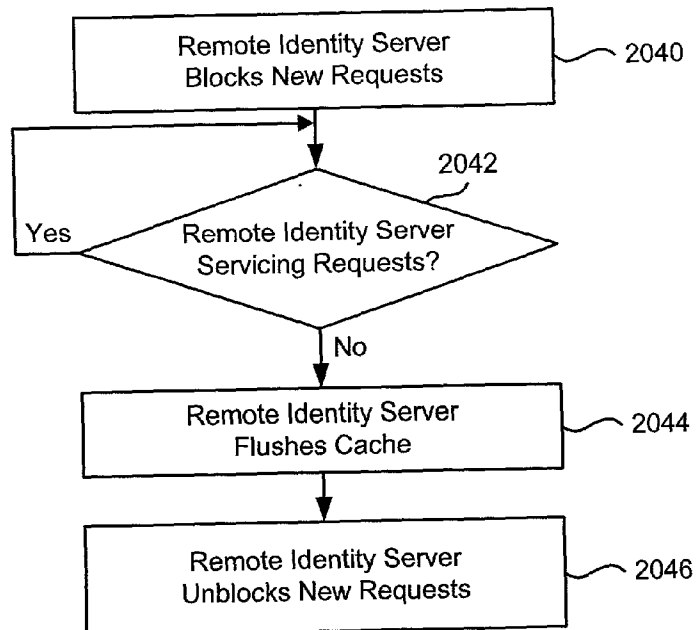 Remote Identity Server
Blocks New Requests
2040
2042
Yes
Remote Identity Server
Servicing Requests?
No
Remote Identity Server
Flushes Cache
2044
Remote Identity Server
Unblocks New Requests
2046